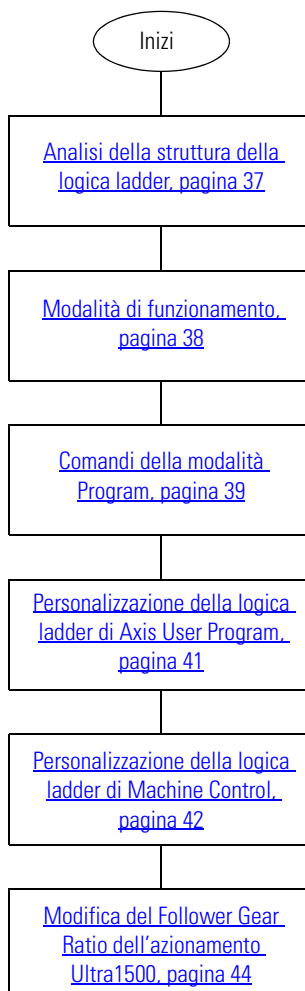 Inizi
Analisi della struttura della
logica ladder, pagina 37
Modalità di funzionamento,
pagina 38
Comandi della modalità
Program, pagina 39
Personalizzazione della logica
ladder di Axis User Program,
pagina 41
Personalizzazione della logica
ladder di Machine Control,
pagina 42
Modifica del Follower Gear
Ratio dell'azionamento
Ultra1500, pagina 44